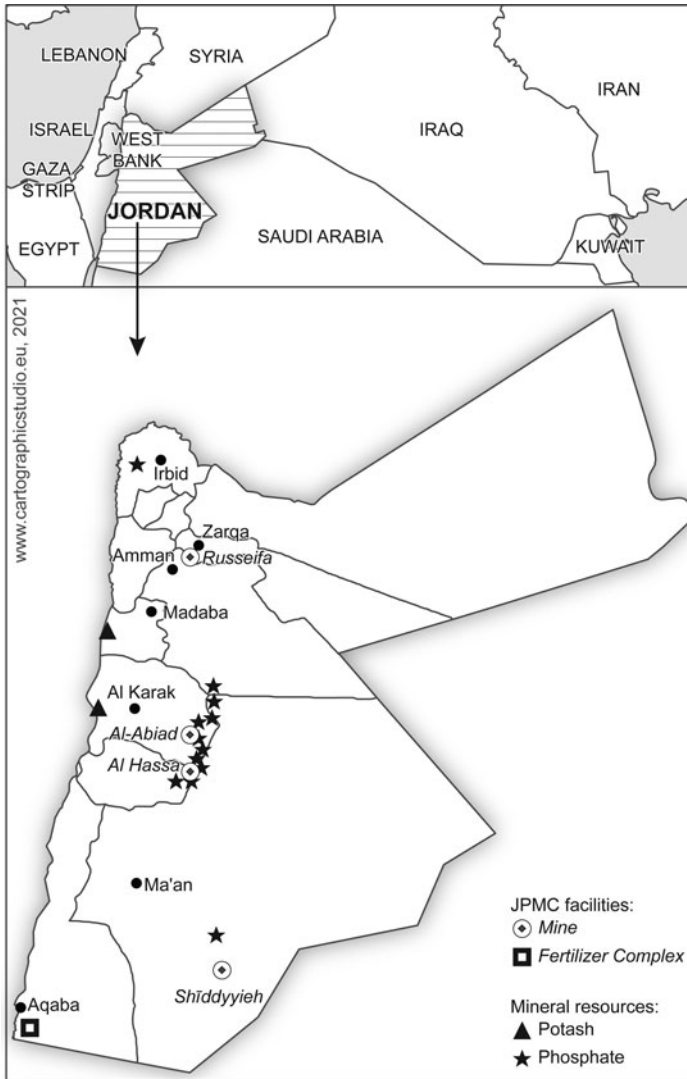 LEBANON
SYRIA
IRAN
ISRAEL
WEST
BANK
IRAQ
GAZA
STRIP
JORDAN
EGYPT
SAUDI ARABIA
KUWAIT
www.cartographicstudio.eu, 2021
Irbid
Zarqa
Amman
Russeifa
Madaba
Al Karak
Al-Abiad
Al Hassa
Ma'an
Shīddyyieh
Aqaba
JPMC facilities:
Mine
Fertilizer Complex
Mineral resources:
Potash
Phosphate